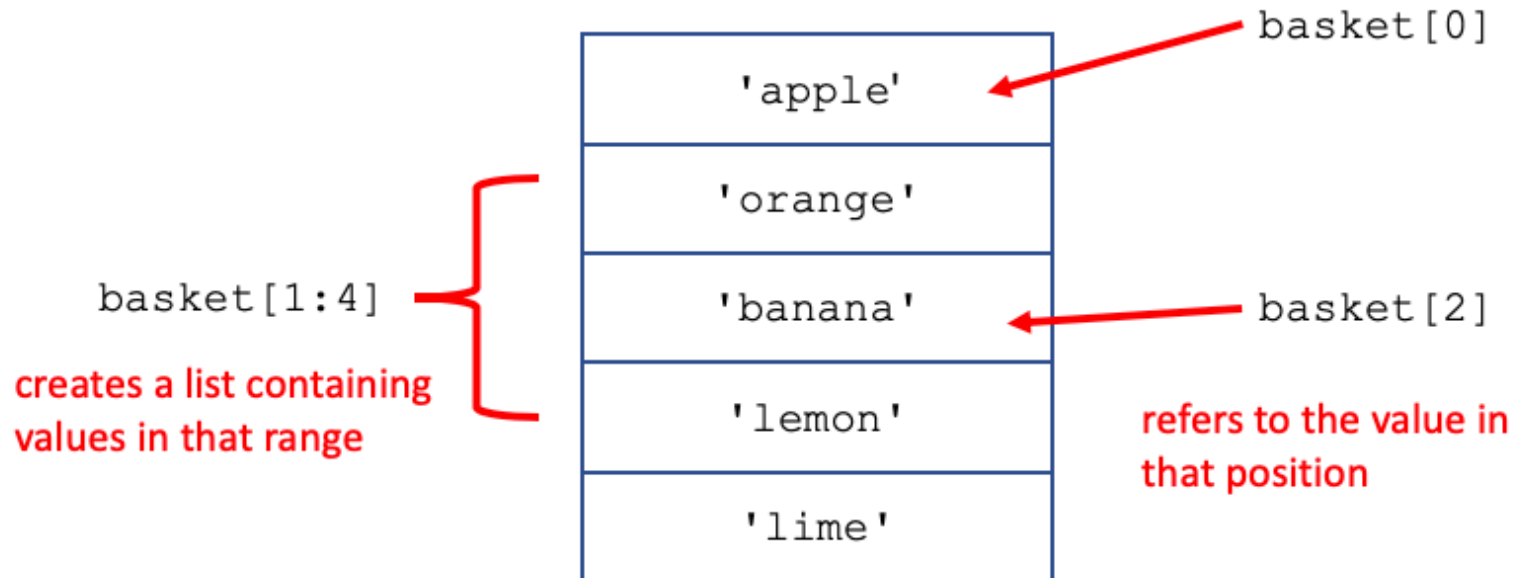 basket[0]
'apple'
'orange'
basket[1:4]
'banana'
basket[2]
creates a list containing
values in that range
'lemon'
refers to the value in
that position
'lime'